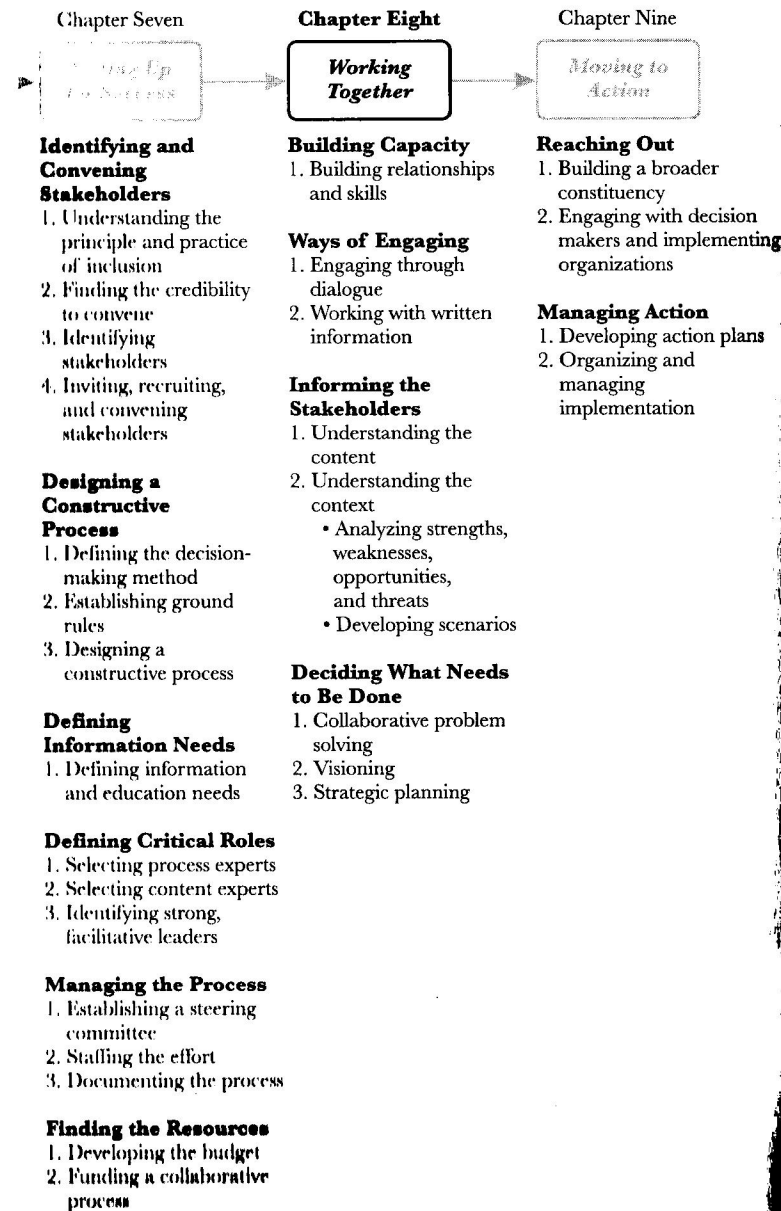 Chapter Seven
Up
Success
Identifying and
Convening
Stakeholders
1. Understanding the
principle and practice
of inclusion
2. Finding the credibility
to convene
3. Identifying
stakeholders
4. Inviting, recruiting,
and convening
stakeholders
Designing a
Constructive
Process
1. Defining the decision-
making method
2. Establishing ground
rules
3. Designing a
constructive process
Defining
Information Needs
1. Defining information
and education needs
Defining Critical Roles
1. Selecting process experts
2. Selecting content experts
3. Identifying strong,
facilitative leaders
Managing the Process
1. Establishing a steering
committee
2. Staffing the effort
3. Documenting the process
Finding the Resources
1. Developing the budget
2. Funding a collaborative
process
Chapter Eight
Working
Together
Building Capacity
1. Building relationships
and skills
Ways of Engaging
1. Engaging through
dialogue
2. Working with written
information
Informing the
Stakeholders
1. Understanding the
content
2. Understanding the
context
• Analyzing strengths,
weaknesses,
opportunities,
and threats
• Developing scenarios
Deciding What Needs
to Be Done
1. Collaborative problem
solving
2. Visioning
3. Strategic planning
Chapter Nine
Moving to
Action
Reaching Out
1. Building a broader
constituency
2. Engaging with decision
makers and implementing
organizations
Managing Action
1. Developing action plans
2. Organizing and
managing
implementation